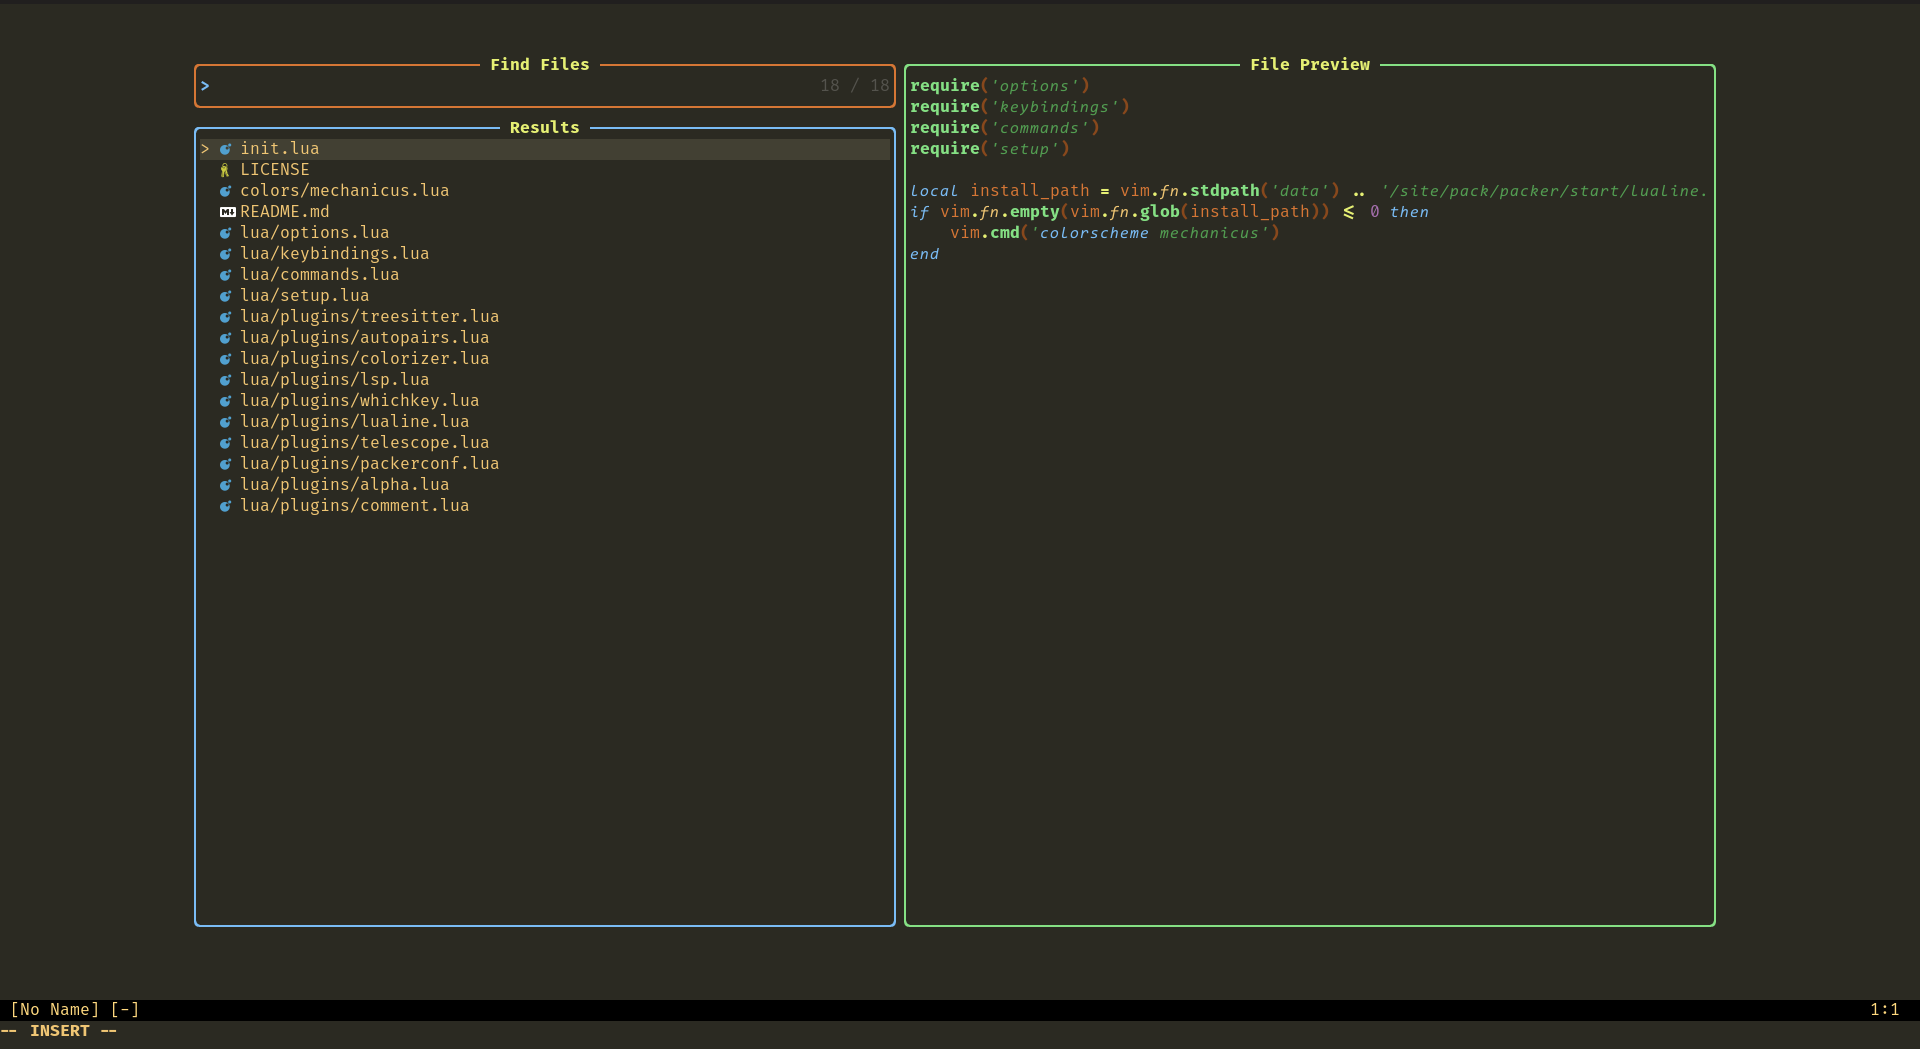 Find Files
> 18 / 18
Results
> init.lua
LICENSE
colors/mechanicus.lua
README.md
lua/options.lua
lua/keybindings.lua
lua/commands.lua
lua/setup.lua
lua/plugins/treesitter.lua
lua/plugins/autopairs.lua
lua/plugins/colorizer.lua
lua/plugins/lsp.lua
lua/plugins/whichkey.lua
lua/plugins/lualine.lua
lua/plugins/telescope.lua
lua/plugins/packerconf.lua
lua/plugins/alpha.lua
lua/plugins/comment.lua
File Preview
require('options')
require('keybindings')
require('commands')
require('setup')
local install_path = vim.fn.stdpath('data') .. '/site/pack/packer/start/lualine.
if vim.fn.empty(vim.fn.glob(install_path)) <= 0 then
vim.cmd('colorscheme mechanicus')
end
[No Name] [-] 1:1
-- INSERT --